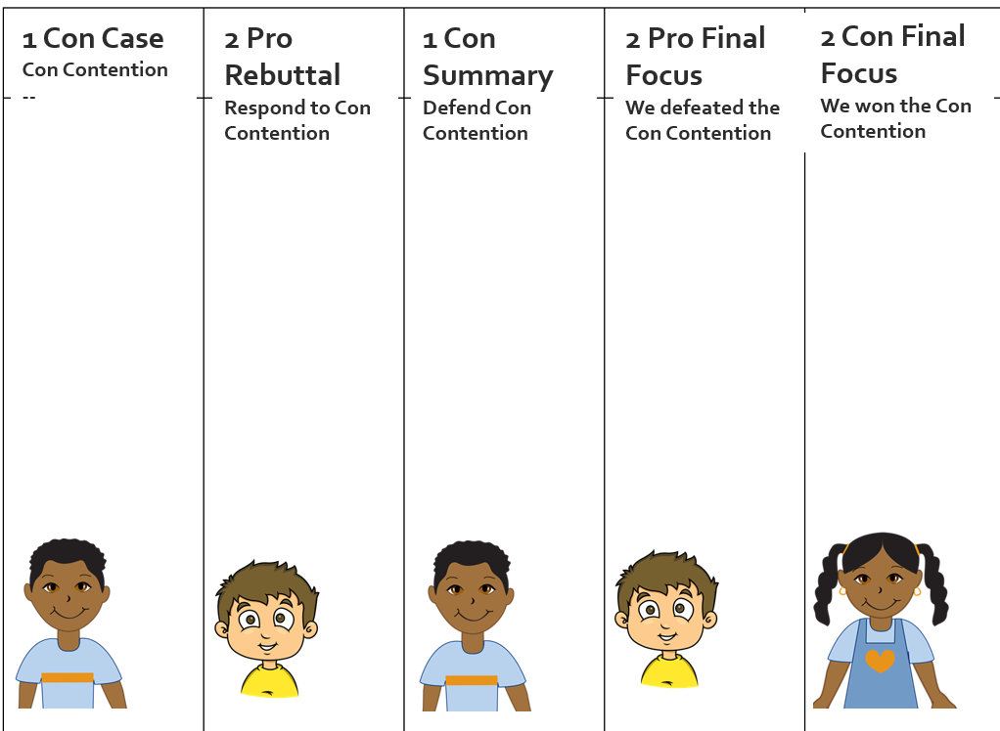 1 Con Case
Con Contention
--
2 Pro
Rebuttal
Respond to Con
Contention
1 Con
Summary
Defend Con
Contention
2 Pro Final
Focus
We defeated the
Con Contention
2 Con Final
Focus
We won the Con
Contention